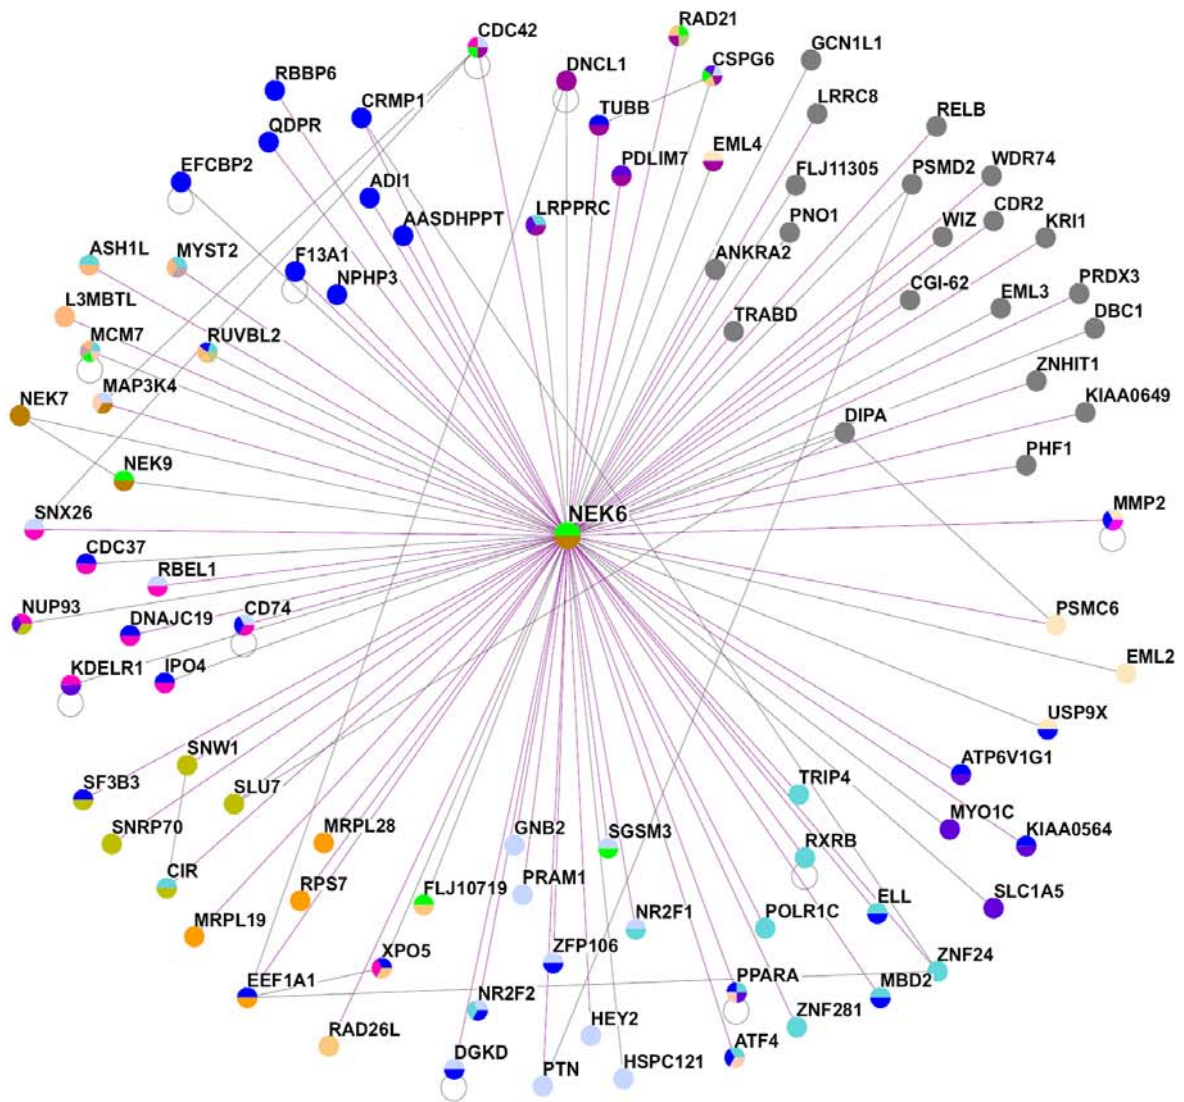 RAD21
CDC42
GCN1L1
DNCL1
CSPG6
RBBP6
CRMP1
LRRC8
TUBB
RELB
QDPR
EML4
PDLIM7
EFCBP2
FLJ11305
PSMD2
WDR74
ADI1
AASDHPPT
LRPPRC
PNO1
WIZ
CDR2
KRI1
ASH1L
MYST2
F13A1
NPHP3
ANKRA2
CGI-62
EML3
PRDX3
L3MBTL
DBC1
MCM7
RUVBL2
TRABD
ZNHIT1
MAP3K4
NEK7
KIAA0649
DIPA
PHF1
NEK9
SNX26
NEK6
MMP2
CDC37
RBEL1
NUP93
DNAJC19
CD74
PSMC6
KDELR1
IPO4
EML2
USP9X
SNW1
ATP6V1G1
SF3B3
SLU7
TRIP4
MYO1C
SNRP70
MRPL28
GNB2
SGSM3
RXRB
KIAA0564
CIR
RPS7
FLJ10719
PRAM1
ELL
SLC1A5
MRPL19
NR2F1
POLR1C
XPO5
ZFP106
ZNF24
EEF1A1
NR2F2
PPARA
MBD2
RAD26L
HEY2
ZNF281
DGKD
PTN
HSPC121
ATF4